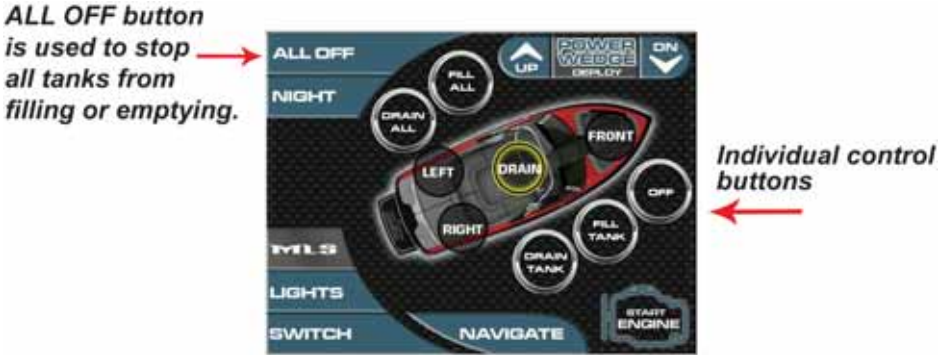 ALL OFF button
is used to stop
all tanks from
filling or emptying.
ALL OFF
NIGHT
FILL
ALL
DRAIN
ALL
UP
POWER
WEDGE
DEPLOY
DN
LEFT
DRAIN
FRONT
RIGHT
OFF
FILL
TANK
DRAIN
TANK
Individual control
buttons
MLS
LIGHTS
SWITCH
NAVIGATE
START
ENGINE